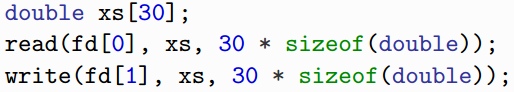 double xs[30];
read(fd[0], xs, 30 * sizeof(double));
write(fd[1], xs, 30 * sizeof(double));